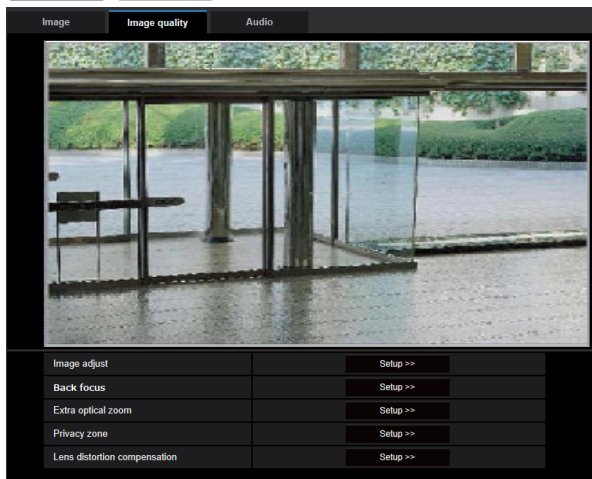 Image Image quality Audio
Image adjust Setup >>
Back focus Setup >>
Extra optical zoom Setup >>
Privacy zone Setup >>
Lens distortion compensation Setup >>